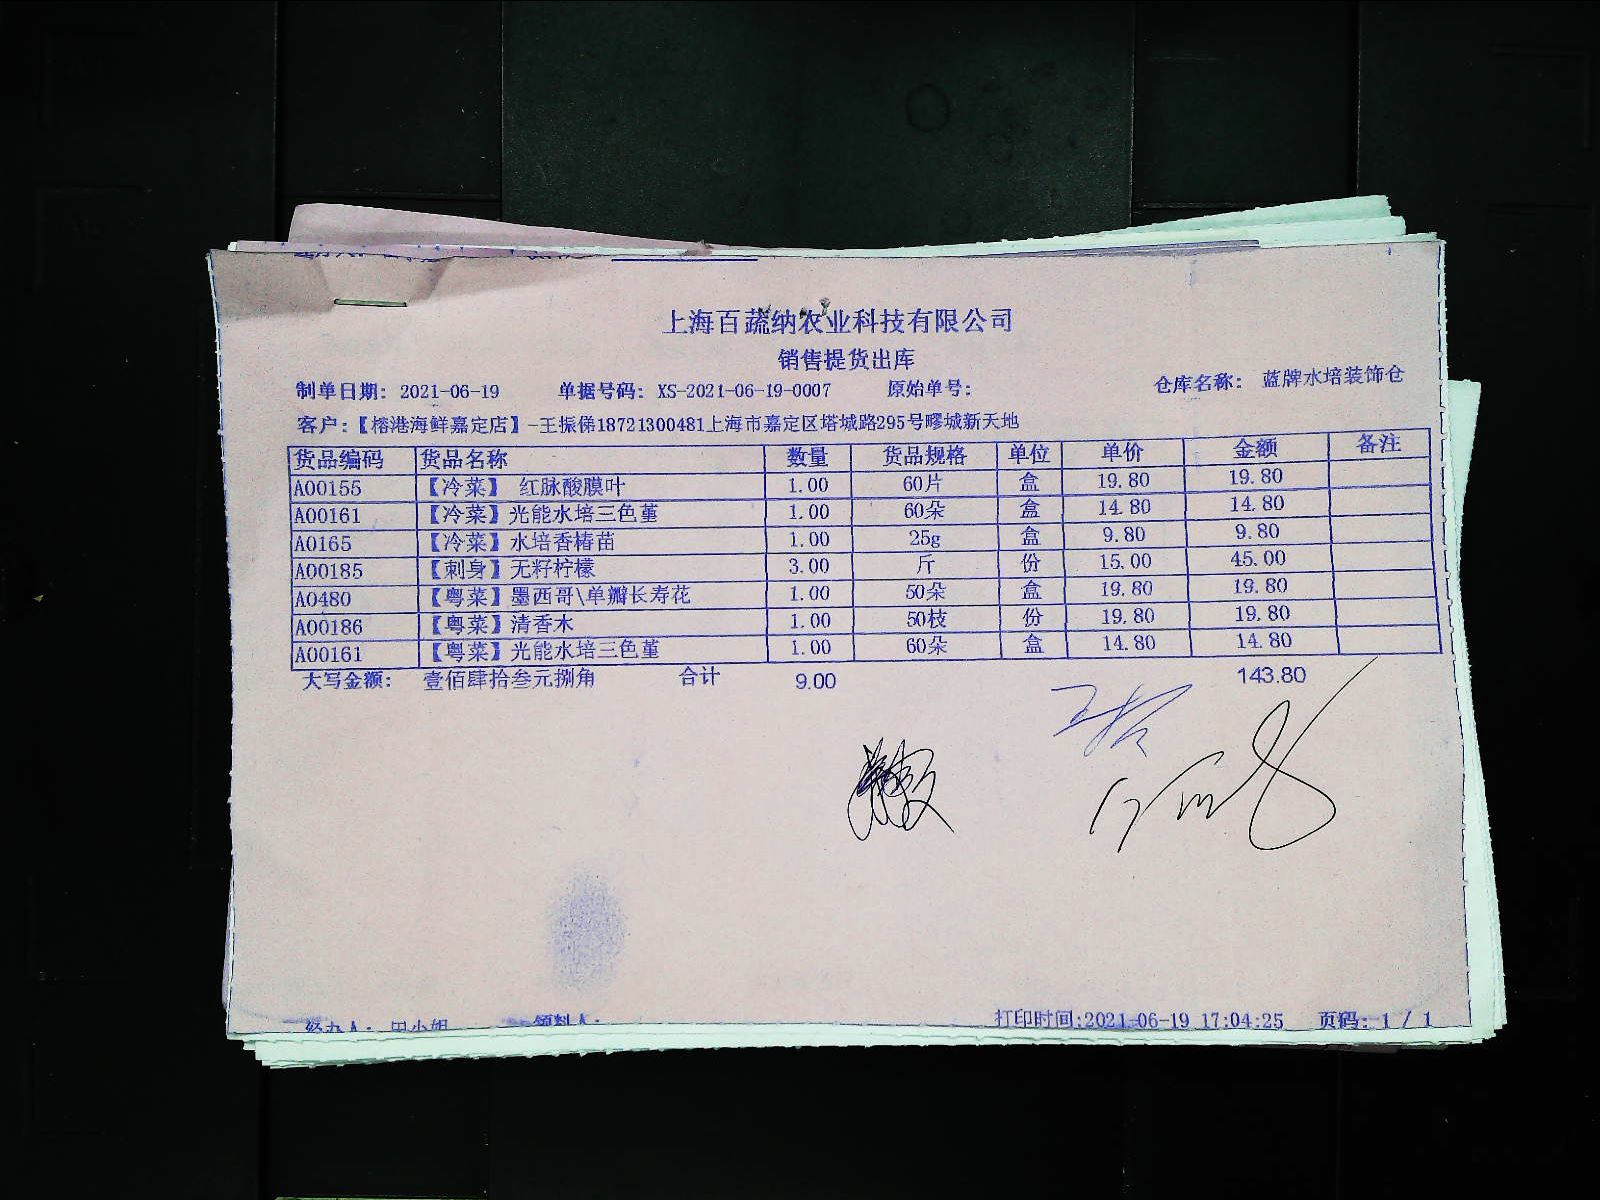 上海百蔬纳农业科技有限公司
销售提货出库
制单日期: 2021-06-19 单据号码: XS-2021-06-19-0007 原始单号: 仓库名称: 蓝牌水培装饰仓
客户:【榕港海鲜嘉定店】-王振俤18721300481上海市嘉定区塔城路295号疁城新天地
货品编码 货品名称 数量 货品规格 单位 单价 金额 备注
A00155 【冷菜】 红脉酸膜叶 1.00 60片 盒 19.80 19.80
A00161 【冷菜】光能水培三色堇 1.00 60朵 盒 14.80 14.80
A0165 【冷菜】水培香椿苗 1.00 25g 盒 9.80 9.80
A00185 【刺身】无籽柠檬 3.00 斤 份 15.00 45.00
A0480 【粤菜】墨西哥\单瓣长寿花 1.00 50朵 盒 19.80 19.80
A00186 【粤菜】清香木 1.00 50枝 份 19.80 19.80
A00161 【粤菜】光能水培三色堇 1.00 60朵 盒 14.80 14.80
大写金额: 壹佰肆拾叁元捌角 合计 9.00 143.80
经办人: 田小姐 领料人: 打印时间:2021-06-19 17:04:25 页码: 1 / 1